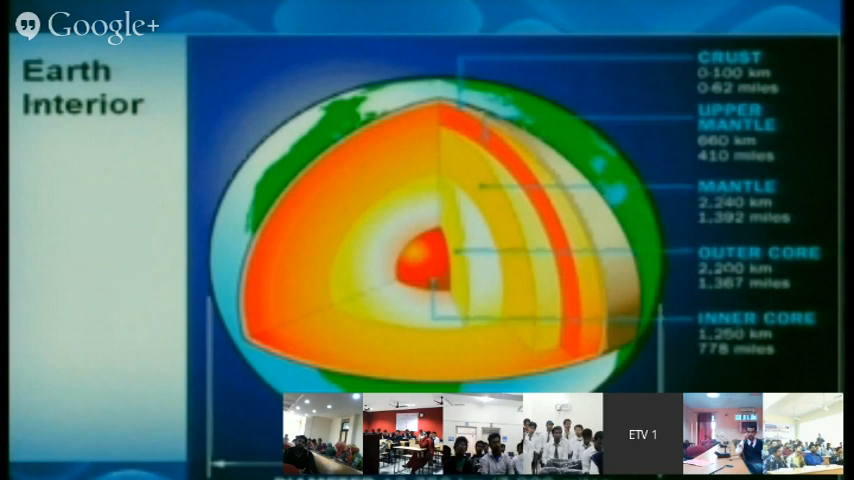 Google+
Earth
Interior
CRUST
0-100 km
0-62 miles
UPPER
MANTLE
660 km
410 miles
MANTLE
2,240 km
1,392 miles
OUTER CORE
2,200 km
1,367 miles
INNER CORE
1,250 km
778 miles
ETV 1